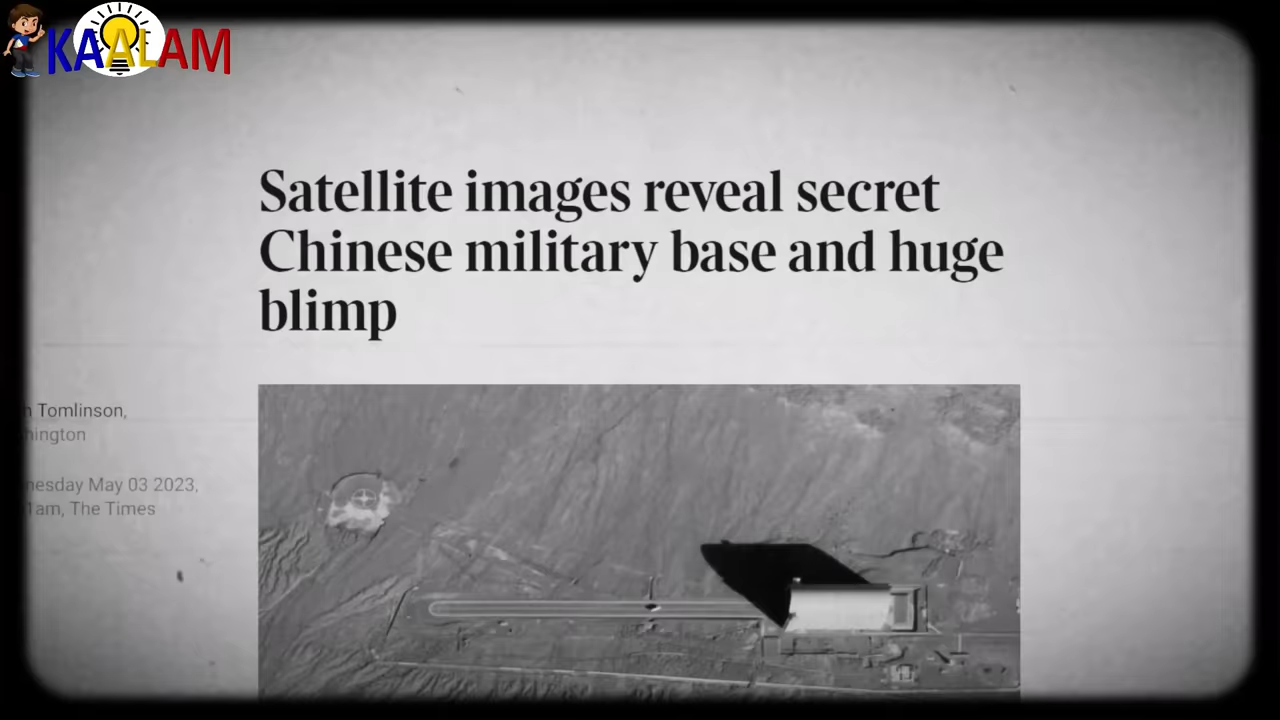 KAALAM
Satellite images reveal secret
Chinese military base and huge
blimp
Tomlinson,
May 03 2023,
The Times